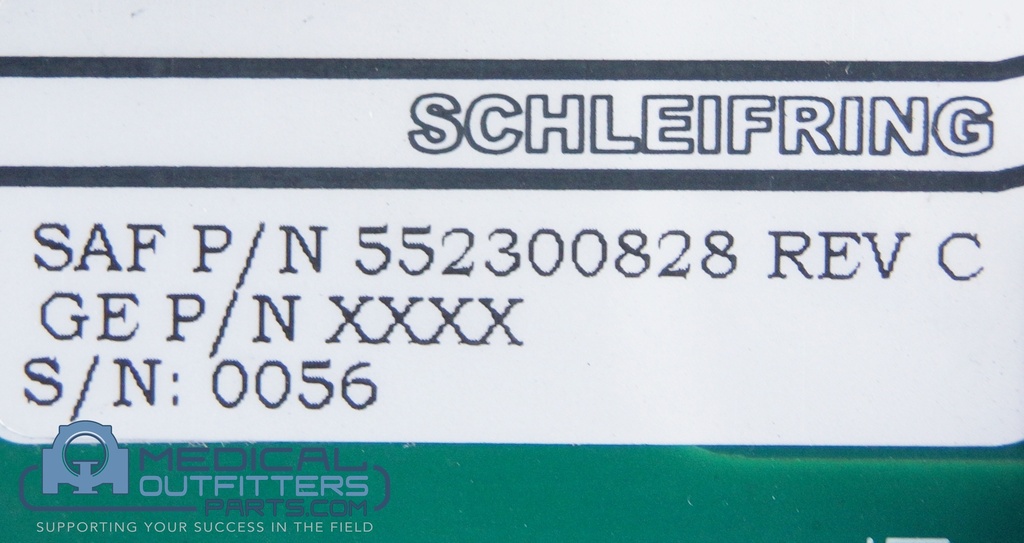 SCHLEIFRING
SAF P/N 552300828 REV C
GE P/N XXXX
S/N: 0056
MEDICAL
OUTFITTERS
PARTS.COM
SUPPORTING YOUR SUCCESS IN THE FIELD